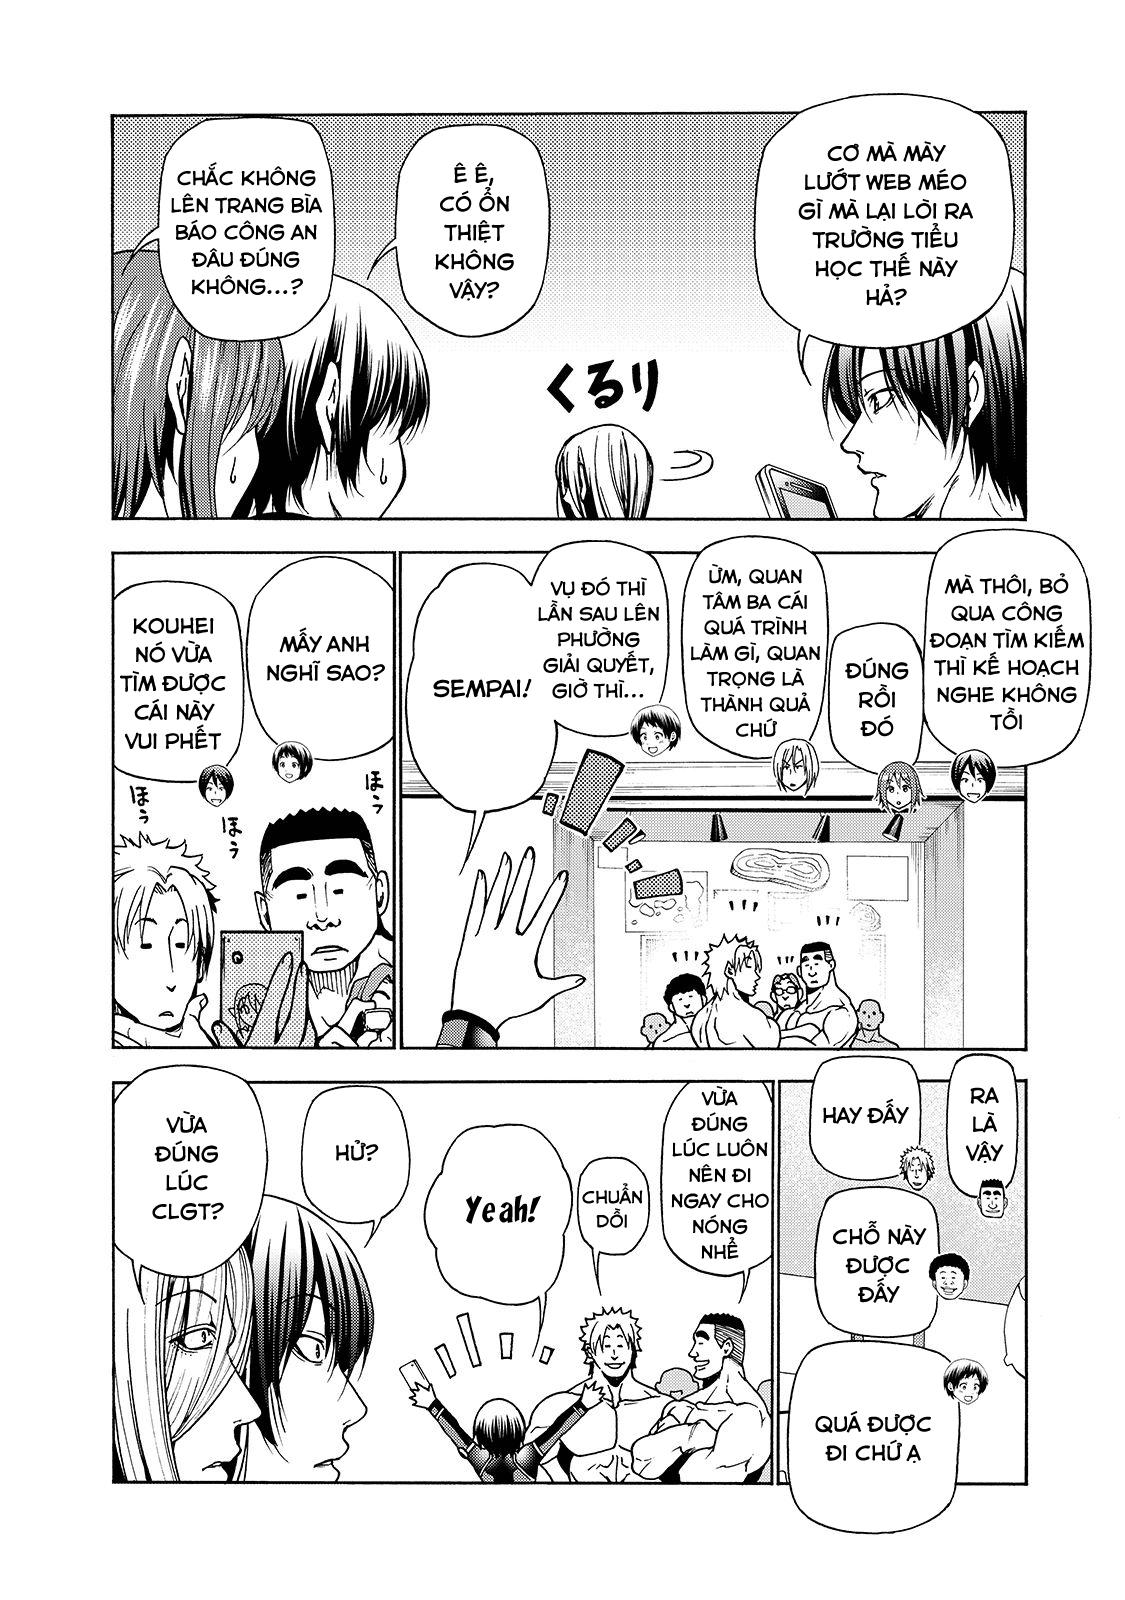 CƠ MÀ MÀY
LƯỚT WEB MÉO
GÌ MÀ LẠI LÒI RA
TRƯỜNG TIỂU
HỌC THẾ NÀY
HẢ?
Ê Ê,
CÓ ỔN
THIỆT
KHÔNG
VẬY?
CHẮC KHÔNG
LÊN TRANG BÌA
BÁO CÔNG AN
ĐÂU ĐÚNG
KHÔNG...?
くるり
MÀ THÔI, BỎ
QUA CÔNG
ĐOẠN TÌM KIẾM
THÌ KẾ HOẠCH
NGHE KHÔNG
TỒI
ĐÚNG
RỒI
ĐÓ
ỪM, QUAN
TÂM BA CÁI
QUÁ TRÌNH
LÀM GÌ, QUAN
TRỌNG LÀ
THÀNH QUẢ
CHỨ
VỤ ĐÓ THÌ
LẦN SAU LÊN
PHƯỜNG
GIẢI QUYẾT,
GIỜ THÌ...
SEMPAI!
MẤY ANH
NGHĨ SAO?
KOUHEI
NÓ VỪA
TÌM ĐƯỢC
CÁI NÀY
VUI PHẾT
ほぅ
ほぅ
ほぅ
RA
LÀ
VẬY
HAY ĐẤY
CHỖ NÀY
ĐƯỢC
ĐẤY
QUÁ ĐƯỢC
ĐI CHỨ Ạ
VỪA
ĐÚNG
LÚC LUÔN
NÊN ĐI
NGAY CHO
NÓNG
NHỂ
CHUẨN
DỒI
Yeah!
HỬ?
VỪA
ĐÚNG
LÚC
CLGT?